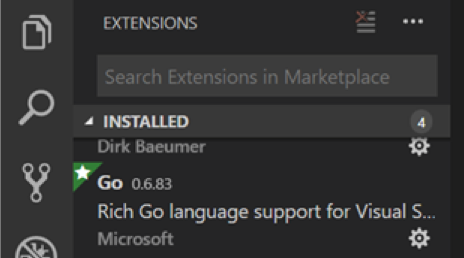 EXTENSIONS
Search Extensions in Marketplace
INSTALLED 4
Dirk Baeumer
Go 0.6.83
Rich Go language support for Visual S...
Microsoft